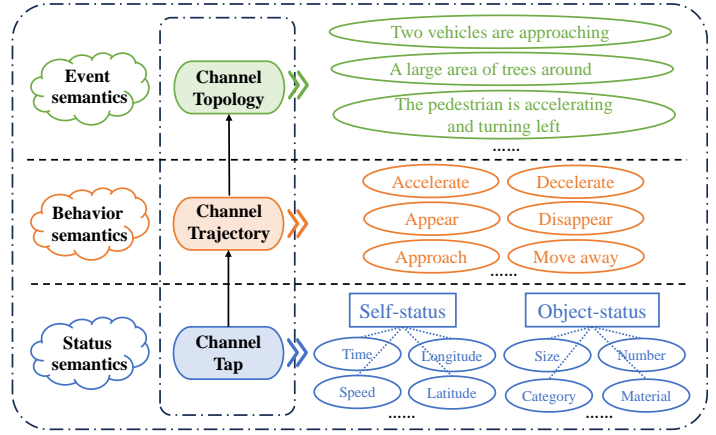 Event
semantics
Channel
Topology
Two vehicles are approaching
A large area of trees around
The pedestrian is accelerating
and turning left
......
Behavior
semantics
Channel
Trajectory
Accelerate
Decelerate
Appear
Disappear
Approach
Move away
......
Status
semantics
Channel
Tap
Self-status
Object-status
Time
Longitude
Size
Number
Speed
Latitude
Category
Material
......
......